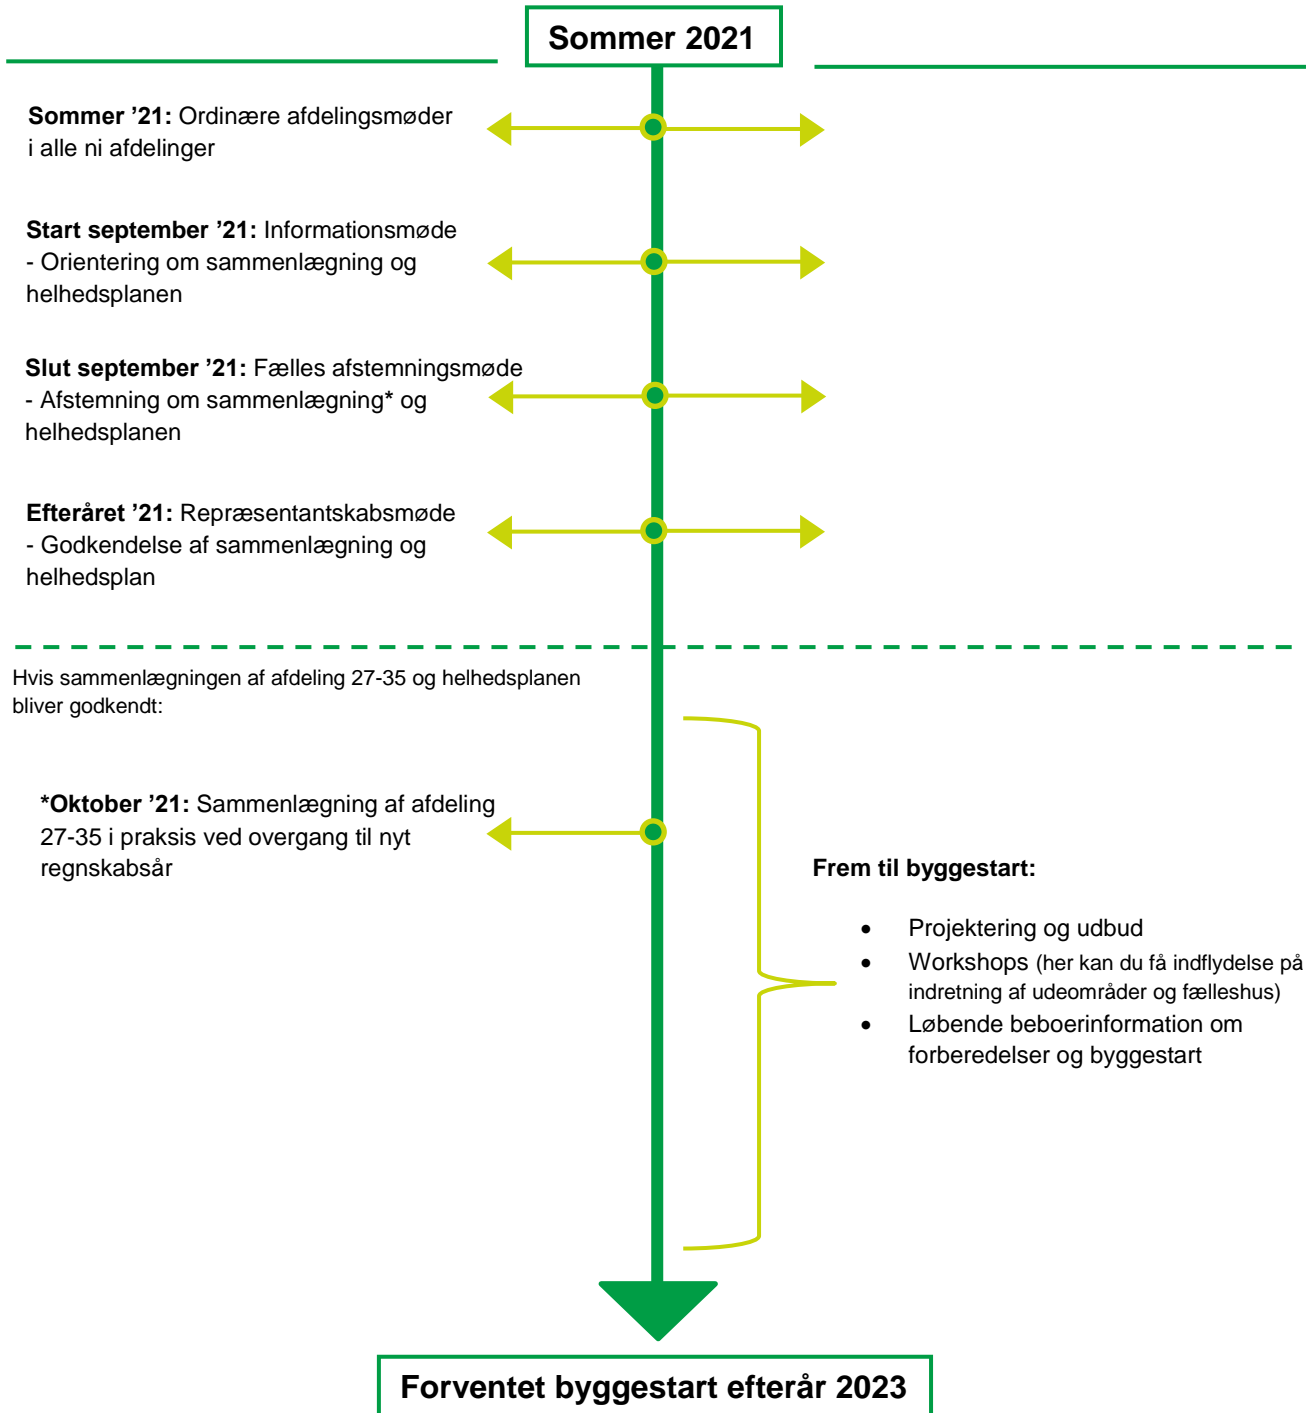 Sommer 2021
Sommer ’21: Ordinære afdelingsmøder
i alle ni afdelinger
Start september ’21: Informationsmøde
- Orientering om sammenlægning og
helhedsplanen
Slut september ’21: Fælles afstemningsmøde
- Afstemning om sammenlægning* og
helhedsplanen
Efteråret ’21: Repræsentantskabsmøde
- Godkendelse af sammenlægning og
helhedsplan
Hvis sammenlægningen af afdeling 27-35 og helhedsplanen
bliver godkendt:
*Oktober ’21: Sammenlægning af afdeling
27-35 i praksis ved overgang til nyt
regnskabsår
Frem til byggestart:
• Projektering og udbud
• Workshops (her kan du få indflydelse på
indretning af udeområder og fælleshus)
• Løbende beboerinformation om
forberedelser og byggestart
Forventet byggestart efterår 2023